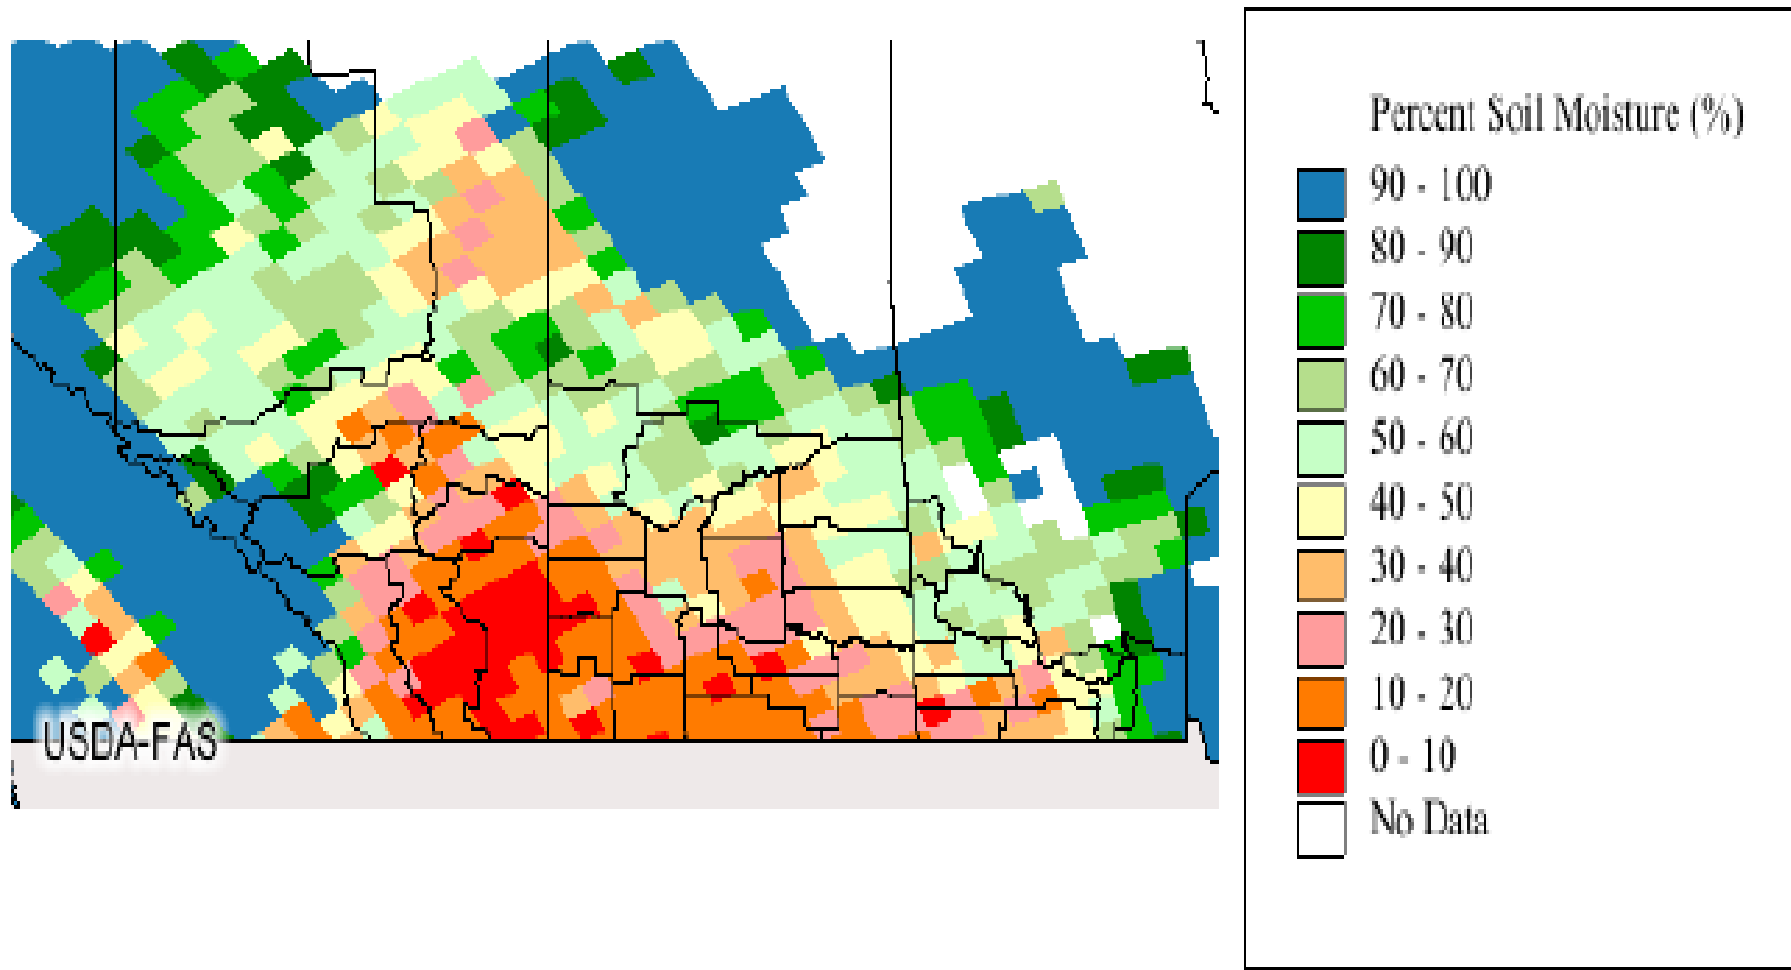 Percent Soil Moisture (%)
90 - 100
80 - 90
70 - 80
60 - 70
50 - 60
40 - 50
30 - 40
20 - 30
10 - 20
0 - 10
No Data
USDA-FAS